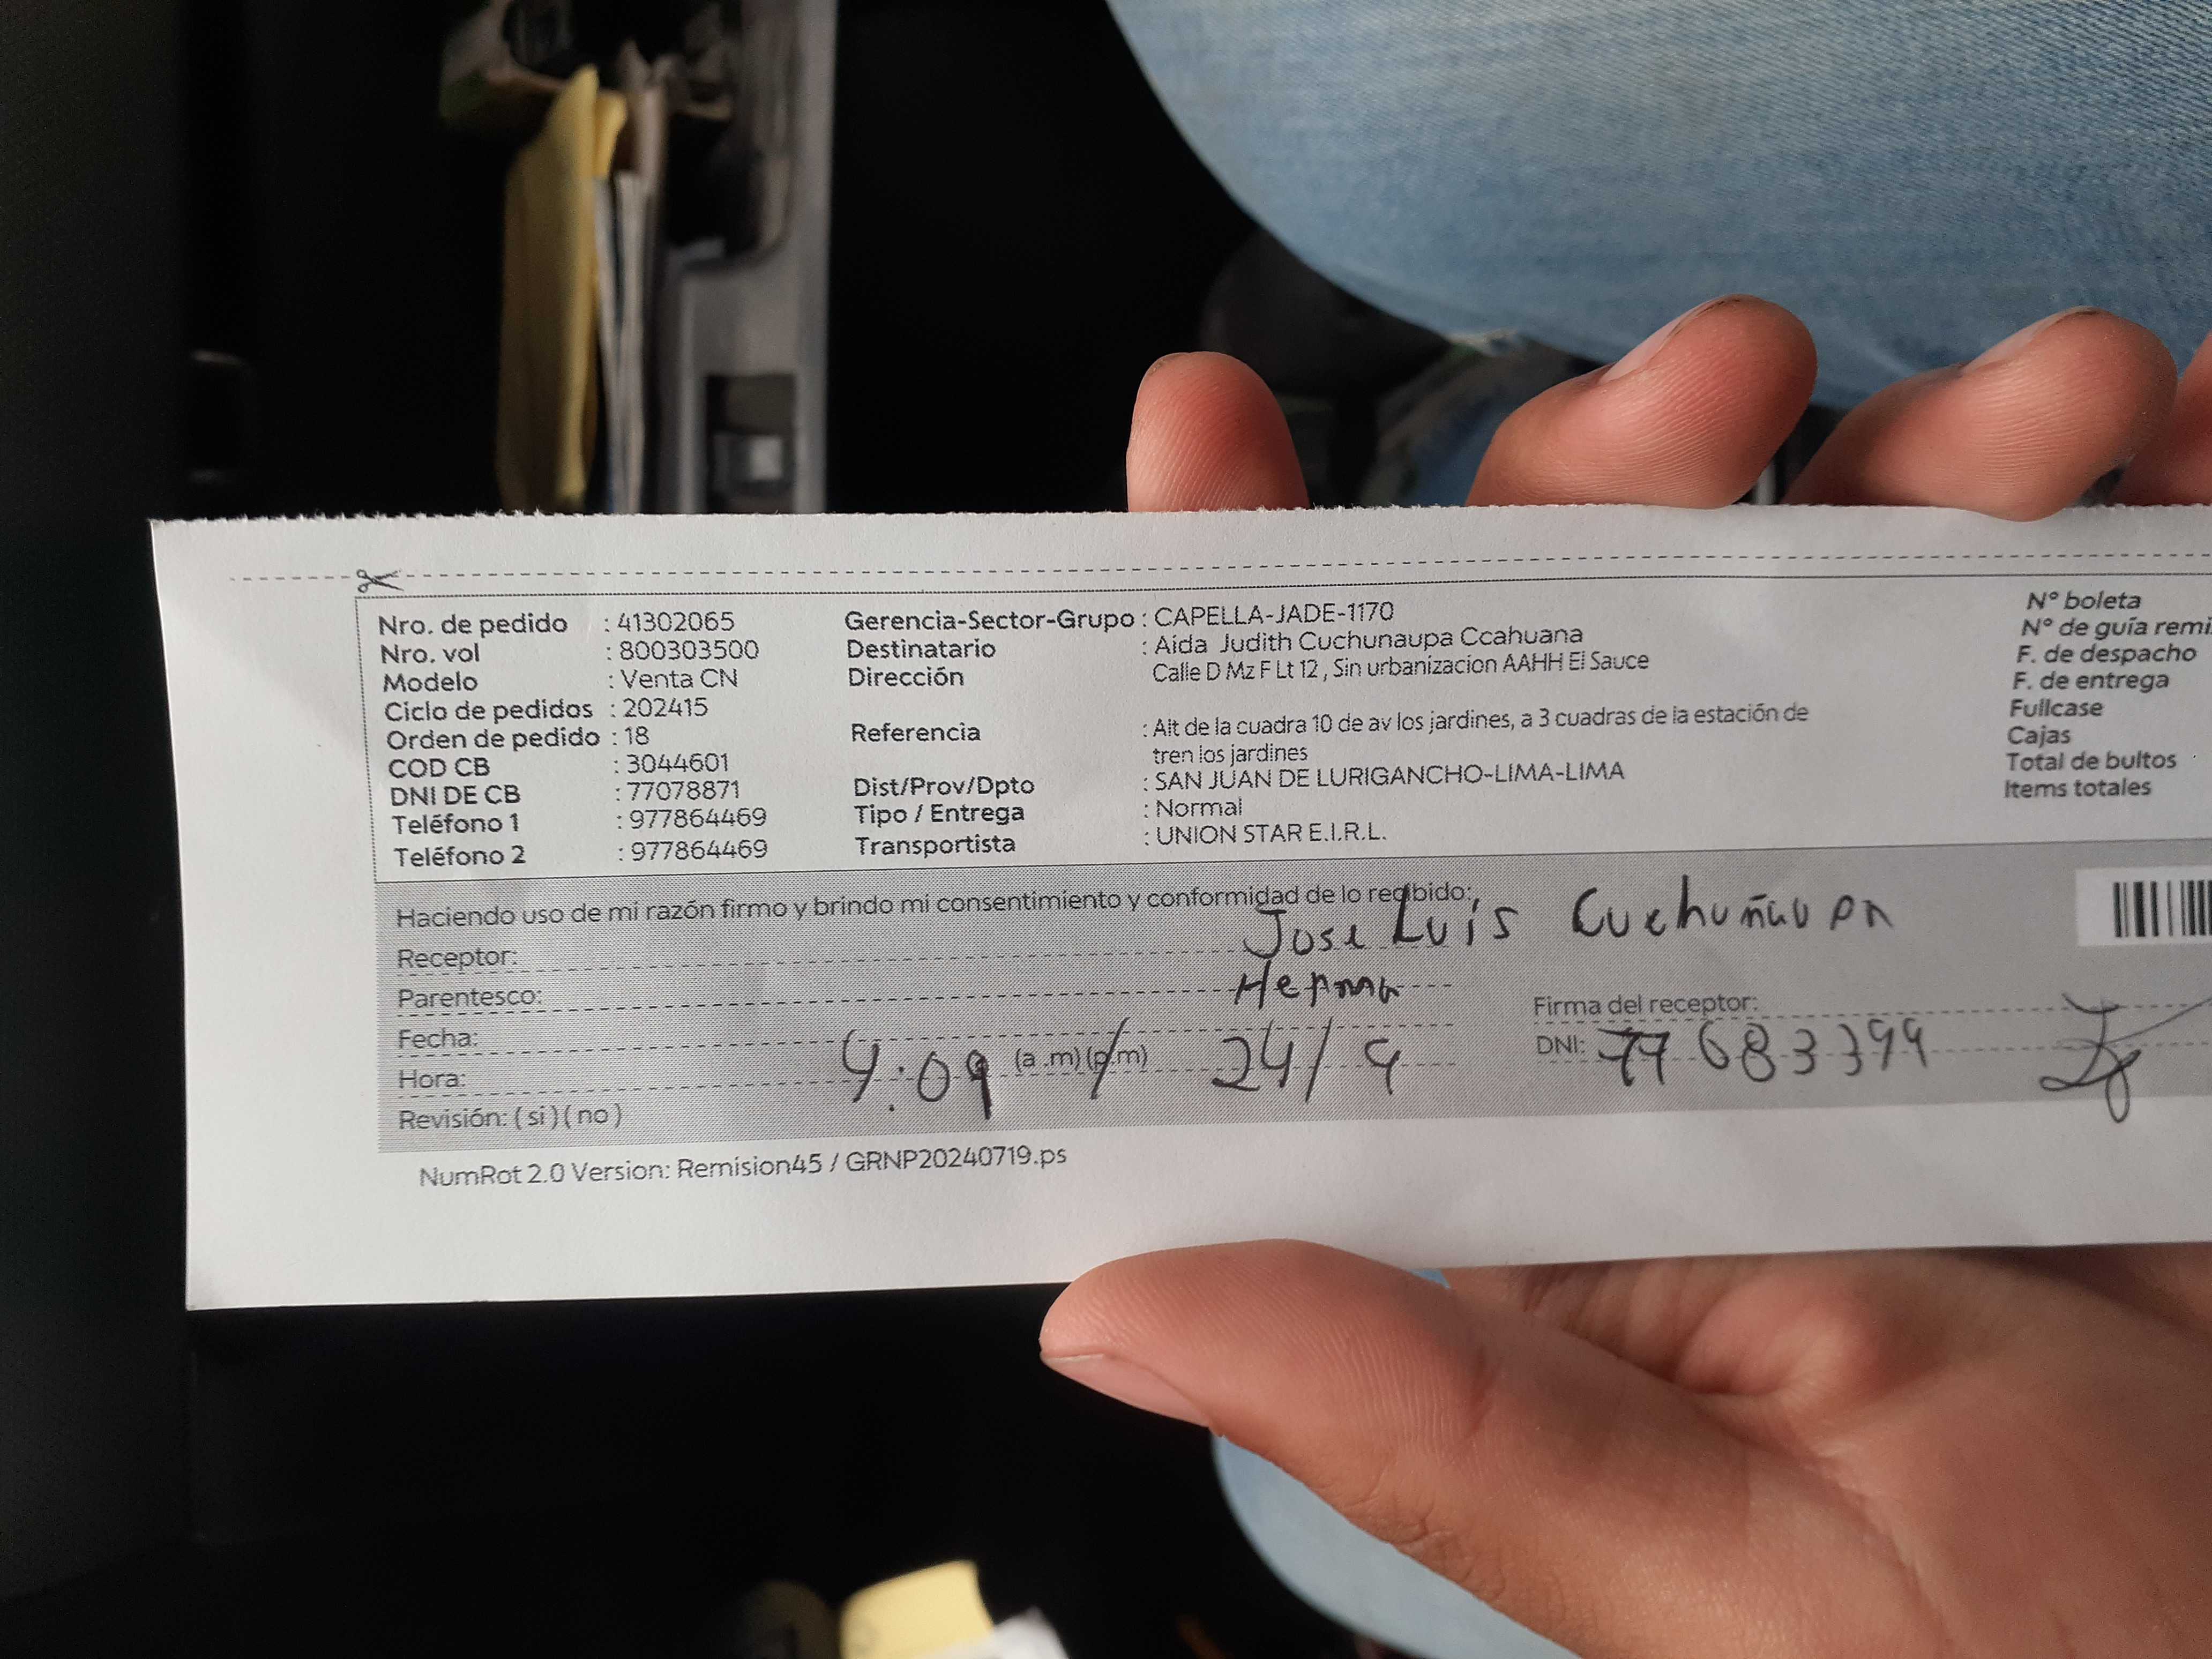 Nro. de pedido : 41302065
Nro. vol : 800303500
Modelo : Venta CN
Ciclo de pedidos : 202415
Orden de pedido : 18
COD CB : 3044601
DNI DE CB : 77078871
Teléfono 1 : 977864469
Teléfono 2 : 977864469
Gerencia-Sector-Grupo : CAPELLA-JADE-1170
Destinatario : Aida Judith Cuchunaupa Ccahuana
Dirección Calle D Mz F Lt 12 , Sin urbanizacion AAHH El Sauce
Referencia : Alt de la cuadra 10 de av los jardines, a 3 cuadras de la estación de
tren los jardines
Dist/Prov/Dpto : SAN JUAN DE LURIGANCHO-LIMA-LIMA
Tipo / Entrega : Normal
Transportista : UNION STAR E.I.R.L.
N° boleta
N° de guía remi
F. de despacho
F. de entrega
Fullcase
Cajas
Total de bultos
Items totales
Haciendo uso de mi razón firmo y brindo mi consentimiento y conformidad de lo recibido:
Receptor: Jose Luis Cuchuñaupa
Parentesco:
Fecha:
Hora: 4:09 (a .m) (p.m) 24/9
Revisión: ( si ) ( no )
Firma del receptor:
DNI: 77683399
NumRot 2.0 Version: Remision45 / GRNP20240719.ps